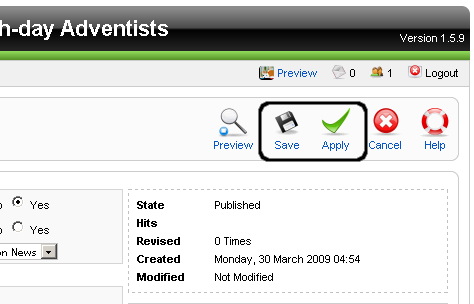 h-day Adventists
Version 1.5.9
Preview 0 1 Logout
Preview Save Apply Cancel Help
Yes
Yes
on News
State Published
Hits
Revised 0 Times
Created Monday, 30 March 2009 04:54
Modified Not Modified